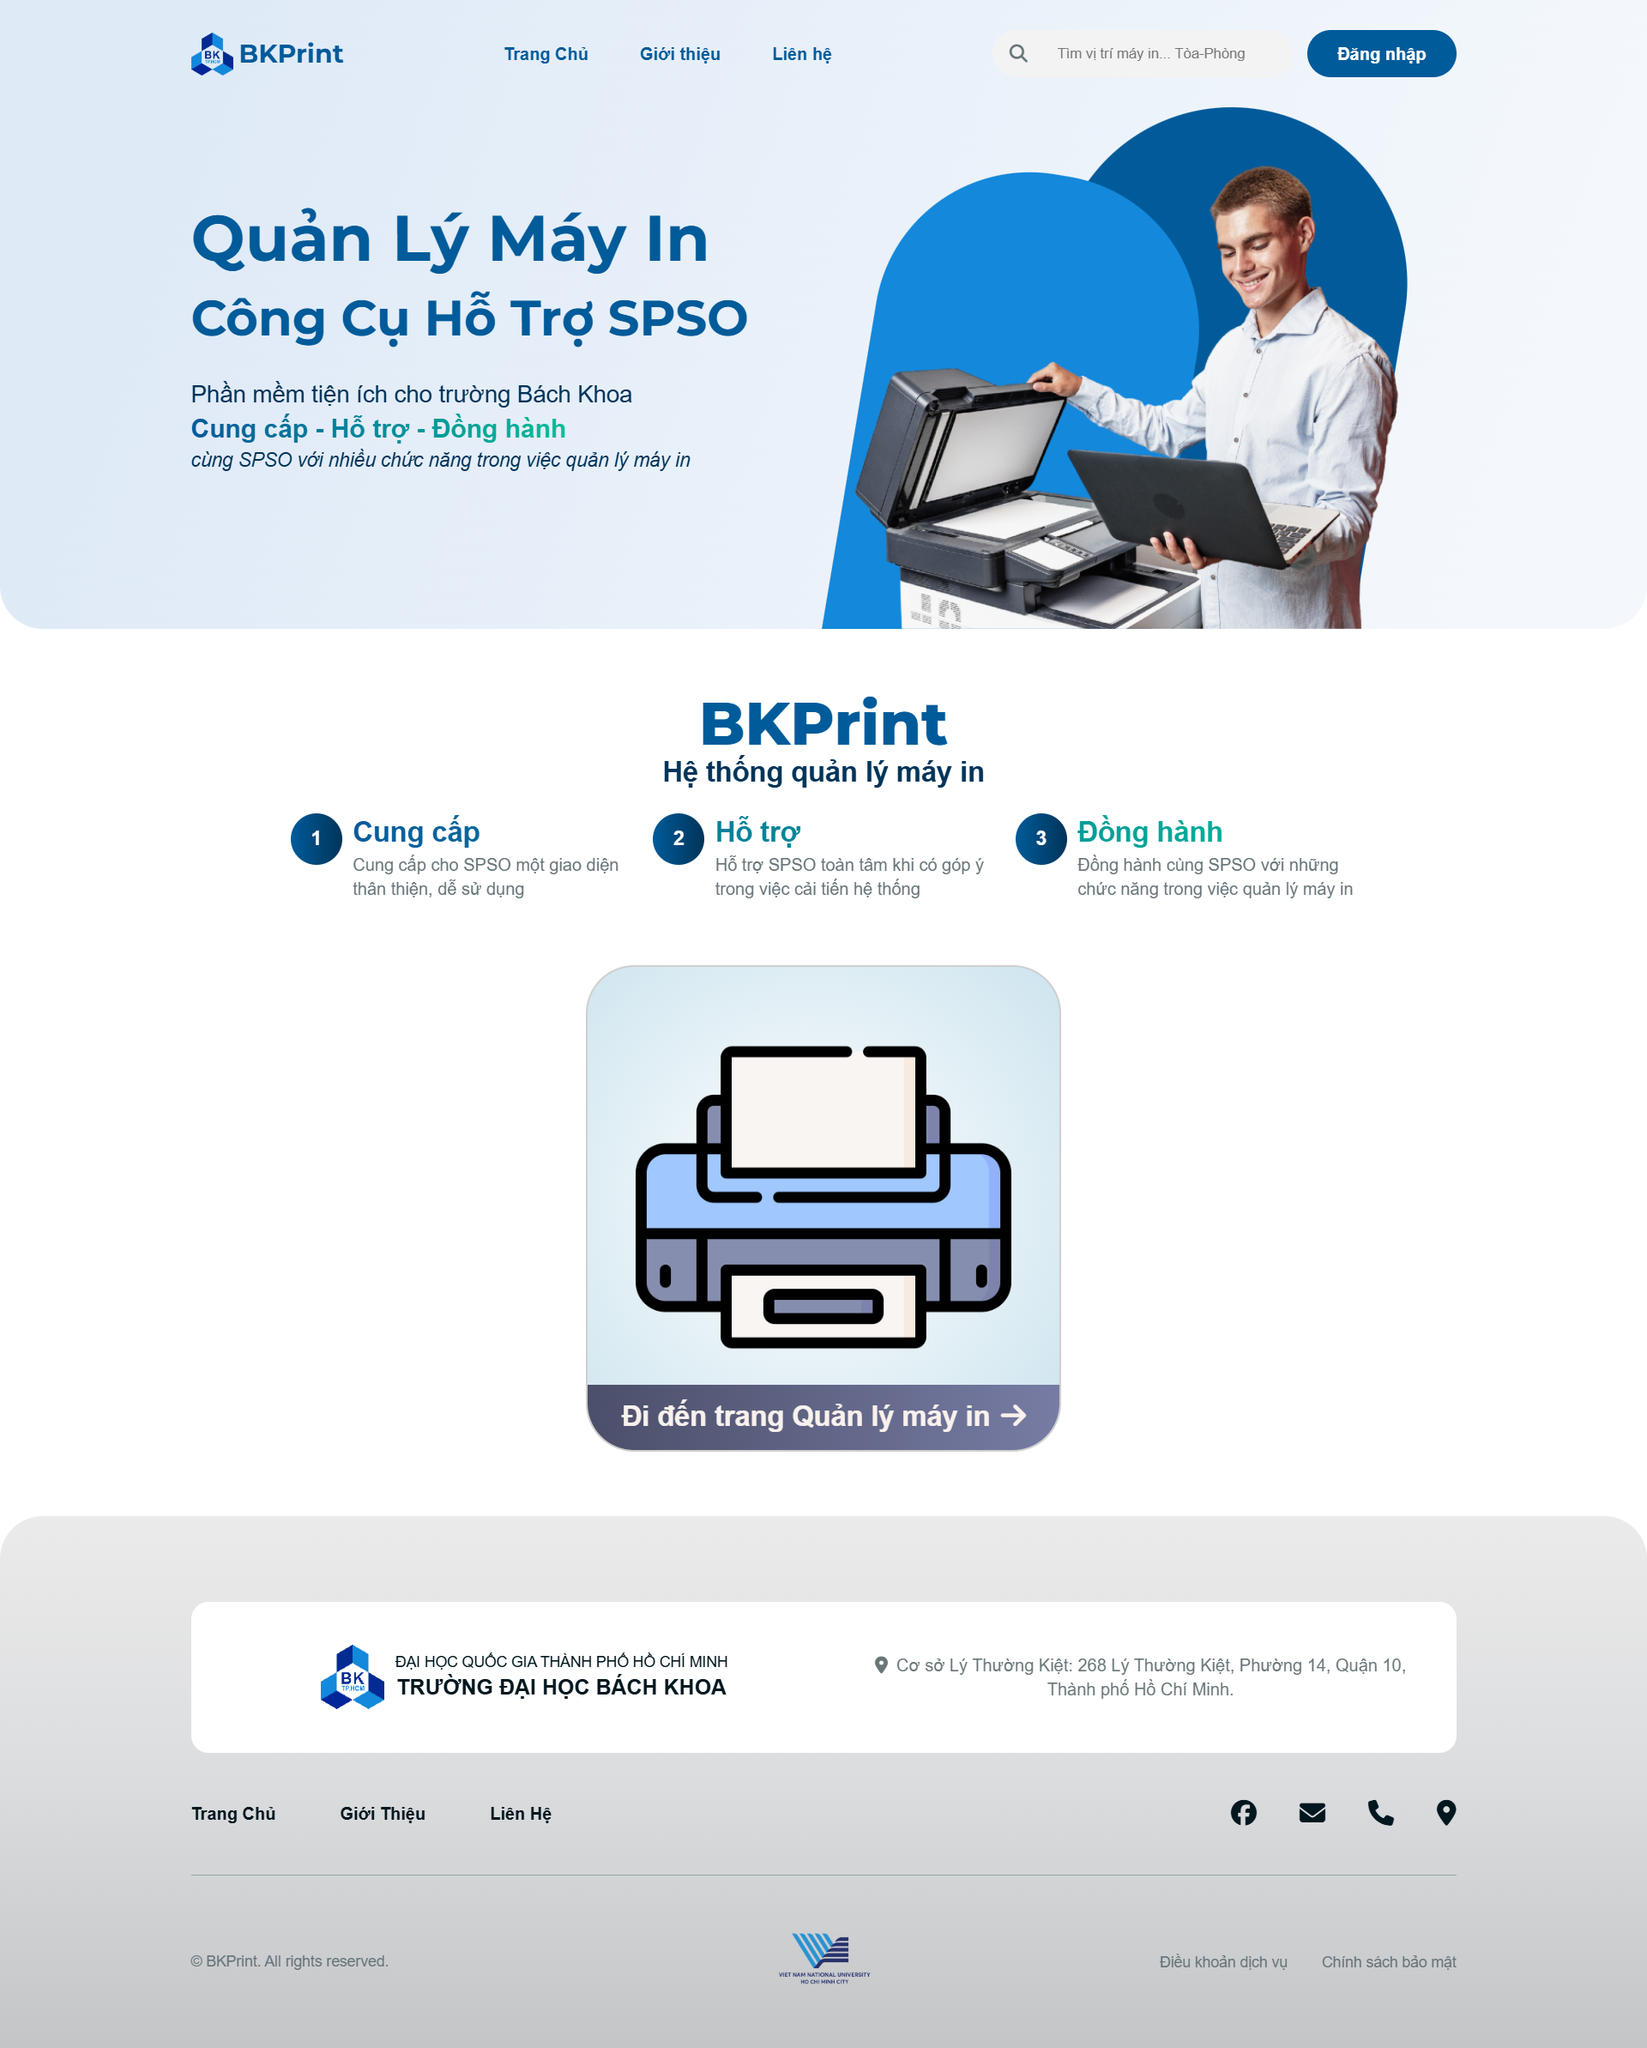 BK
TP.HCM
BKPrint
Trang Chủ
Giới thiệu
Liên hệ
Tìm vị trí máy in... Tòa-Phòng
Đăng nhập
Quản Lý Máy In
Công Cụ Hỗ Trợ SPSO
Phần mềm tiện ích cho trường Bách Khoa
Cung cấp - Hỗ trợ - Đồng hành
cùng SPSO với nhiều chức năng trong việc quản lý máy in
BKPrint
Hệ thống quản lý máy in
1
Cung cấp
Cung cấp cho SPSO một giao diện
thân thiện, dễ sử dụng
2
Hỗ trợ
Hỗ trợ SPSO toàn tâm khi có góp ý
trong việc cải tiến hệ thống
3
Đồng hành
Đồng hành cùng SPSO với những
chức năng trong việc quản lý máy in
Đi đến trang Quản lý máy in
BK
TP.HCM
ĐẠI HỌC QUỐC GIA THÀNH PHỐ HỒ CHÍ MINH
TRƯỜNG ĐẠI HỌC BÁCH KHOA
Cơ sở Lý Thường Kiệt: 268 Lý Thường Kiệt, Phường 14, Quận 10,
Thành phố Hồ Chí Minh.
Trang Chủ
Giới Thiệu
Liên Hệ
© BKPrint. All rights reserved.
VIET NAM NATIONAL UNIVERSITY
HO CHI MINH CITY
Điều khoản dịch vụ
Chính sách bảo mật